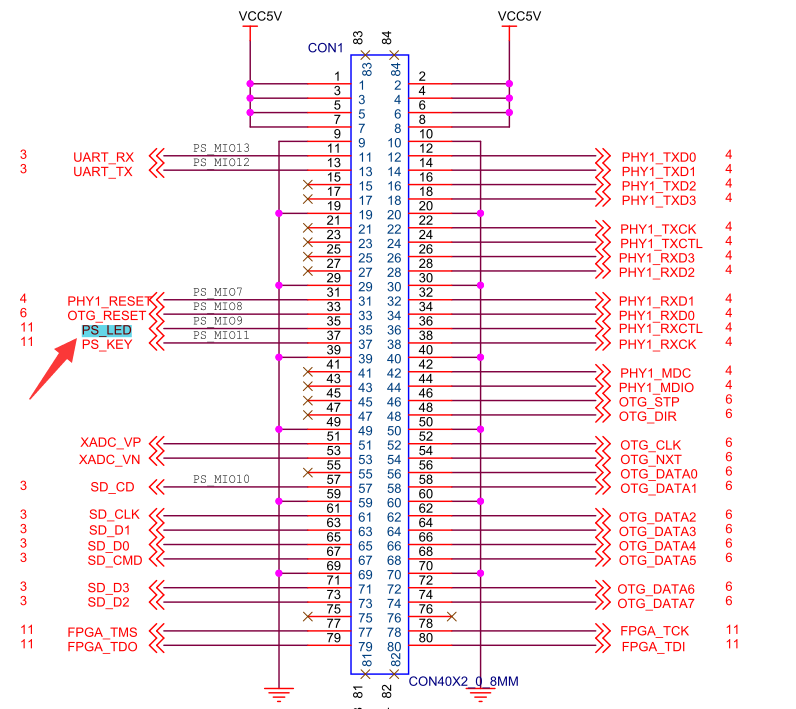 VCC5V VCC5V
83 84
CON1
83 84
1 1 2 2
3 3 4 4
5 5 6 6
7 7 8 8
9 9 10 10
3 UART_RX PS_MIO13 11 11 12 12 PHY1_TXD0 4
3 UART_TX PS_MIO12 13 13 14 14 PHY1_TXD1 4
15 15 16 16 PHY1_TXD2 4
17 17 18 18 PHY1_TXD3 4
19 19 20 20
21 21 22 22 PHY1_TXCK 4
23 23 24 24 PHY1_TXCTL 4
25 25 26 26 PHY1_RXD3 4
27 27 28 28 PHY1_RXD2 4
29 29 30 30
4 PHY1_RESET PS_MIO7 31 31 32 32 PHY1_RXD1 4
6 OTG_RESET PS_MIO8 33 33 34 34 PHY1_RXD0 4
11 PS_LED PS_MIO9 35 35 36 36 PHY1_RXCTL 4
11 PS_KEY PS_MIO11 37 37 38 38 PHY1_RXCK 4
39 39 40 40
41 41 42 42 PHY1_MDC 4
43 43 44 44 PHY1_MDIO 4
45 45 46 46 OTG_STP 6
47 47 48 48 OTG_DIR 6
49 49 50 50
XADC_VP 51 51 52 52 OTG_CLK 6
XADC_VN 53 53 54 54 OTG_NXT 6
55 55 56 56 OTG_DATA0 6
3 SD_CD PS_MIO10 57 57 58 58 OTG_DATA1 6
59 59 60 60
3 SD_CLK 61 61 62 62 OTG_DATA2 6
3 SD_D1 63 63 64 64 OTG_DATA3 6
3 SD_D0 65 65 66 66 OTG_DATA4 6
3 SD_CMD 67 67 68 68 OTG_DATA5 6
69 69 70 70
3 SD_D3 71 71 72 72 OTG_DATA6 6
3 SD_D2 73 73 74 74 OTG_DATA7 6
75 75 76 76
11 FPGA_TMS 77 77 78 78 FPGA_TCK 11
11 FPGA_TDO 79 79 80 80 FPGA_TDI 11
81 82
CON40X2_0_8MM
81 82